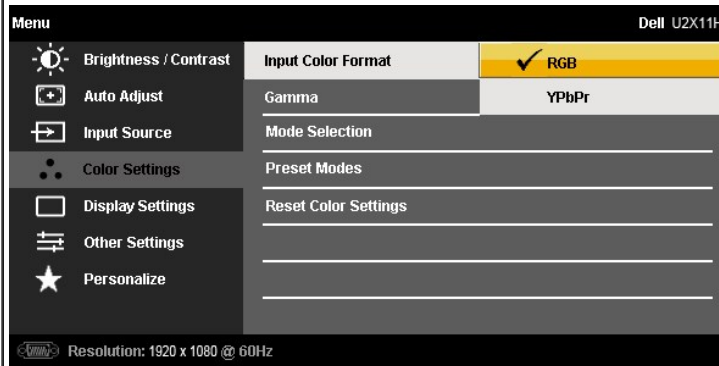 Menu Dell U2X11H
Brightness / Contrast Input Color Format RGB
Auto Adjust Gamma YPbPr
Input Source Mode Selection
Color Settings Preset Modes
Display Settings Reset Color Settings
Other Settings
Personalize
Resolution: 1920 x 1080 @ 60Hz